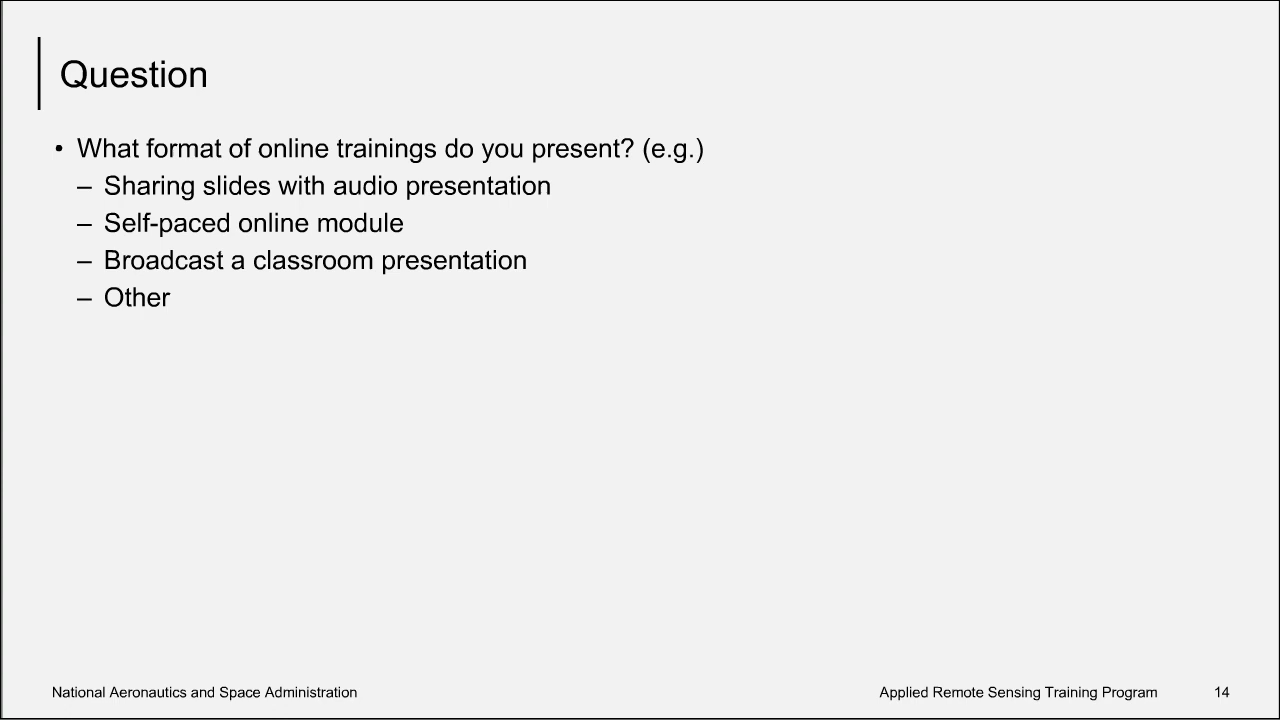 Question
• What format of online trainings do you present? (e.g.)
– Sharing slides with audio presentation
– Self-paced online module
– Broadcast a classroom presentation
– Other
National Aeronautics and Space Administration
Applied Remote Sensing Training Program
14